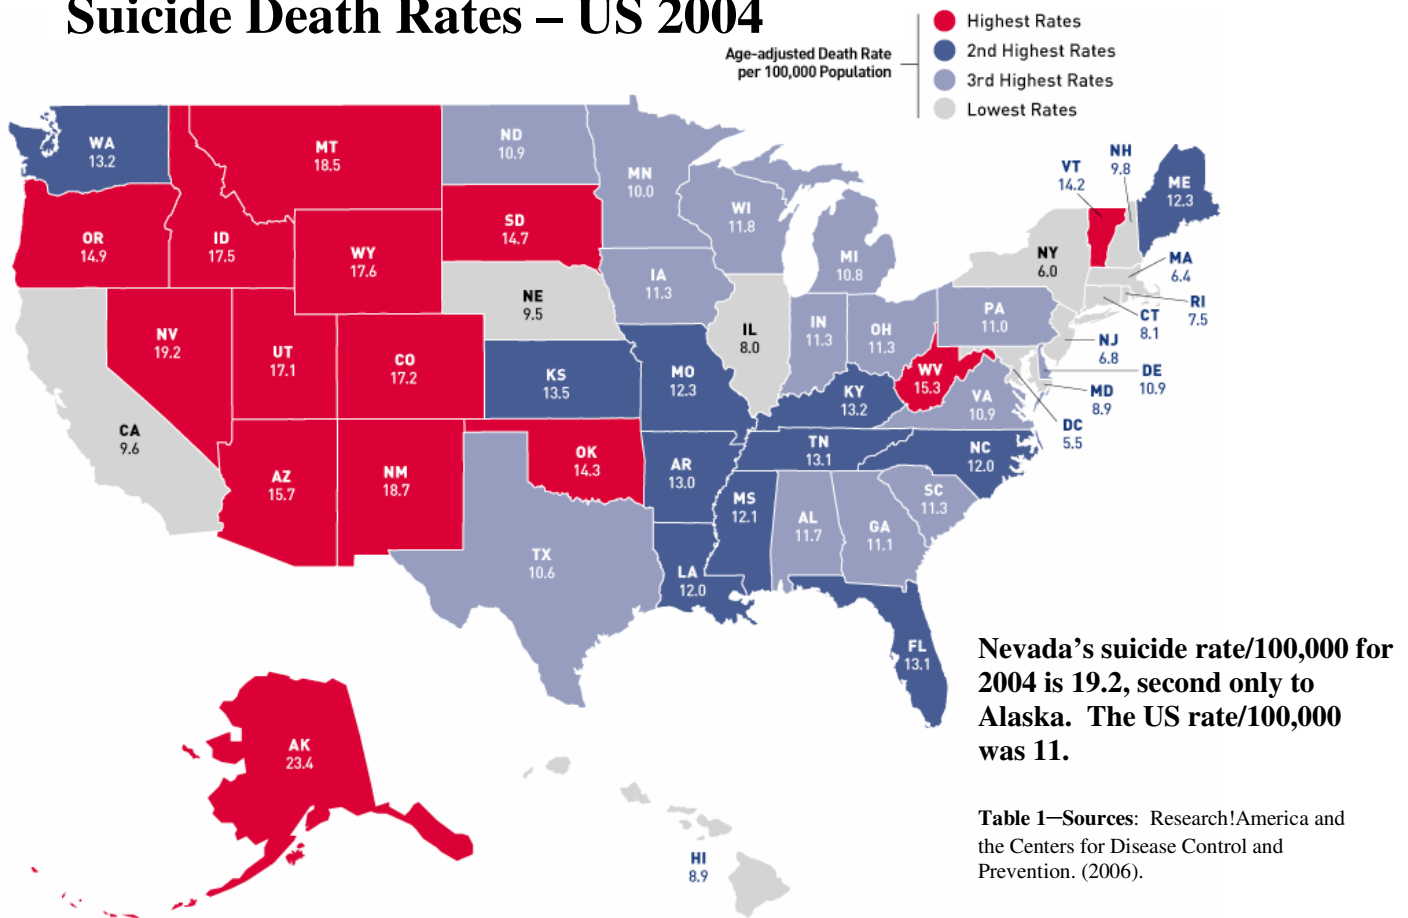 Suicide Death Rates – US 2004
Age-adjusted Death Rate
per 100,000 Population
Highest Rates
2nd Highest Rates
3rd Highest Rates
Lowest Rates
WA
13.2
MT
18.5
ND
10.9
MN
10.0
WI
11.8
MI
10.8
VT
14.2
NH
9.8
ME
12.3
OR
14.9
ID
17.5
WY
17.6
SD
14.7
IA
11.3
NE
9.5
NY
6.0
MA
6.4
RI
7.5
CT
8.1
NJ
6.8
DE
10.9
MD
8.9
DC
5.5
PA
11.0
NV
19.2
UT
17.1
CO
17.2
KS
13.5
MO
12.3
IL
8.0
IN
11.3
OH
11.3
WV
15.3
KY
13.2
VA
10.9
CA
9.6
AZ
15.7
NM
18.7
OK
14.3
AR
13.0
TN
13.1
NC
12.0
SC
11.3
MS
12.1
AL
11.7
GA
11.1
TX
10.6
LA
12.0
FL
13.1
AK
23.4
HI
8.9
Nevada’s suicide rate/100,000 for
2004 is 19.2, second only to
Alaska.  The US rate/100,000
was 11.
Table 1—Sources:  Research!America and
the Centers for Disease Control and
Prevention. (2006).